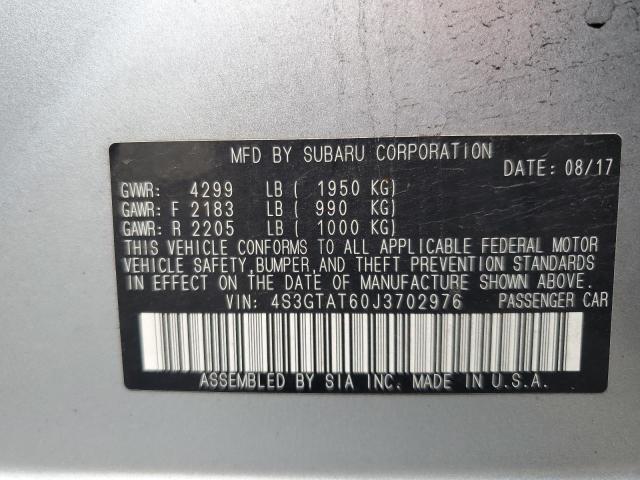 MFD BY SUBARU CORPORATION
DATE: 08/17
GVWR: 4299 LB ( 1950 KG)
GAWR: F 2183 LB ( 990 KG)
GAWR: R 2205 LB ( 1000 KG)
THIS VEHICLE CONFORMS TO ALL APPLICABLE FEDERAL MOTOR
VEHICLE SAFETY, BUMPER, AND THEFT PREVENTION STANDARDS
IN EFFECT ON THE DATE OF MANUFACTURE SHOWN ABOVE.
VIN: 4S3GTAT60J3702976 PASSENGER CAR
ASSEMBLED BY SIA INC. MADE IN U.S.A.